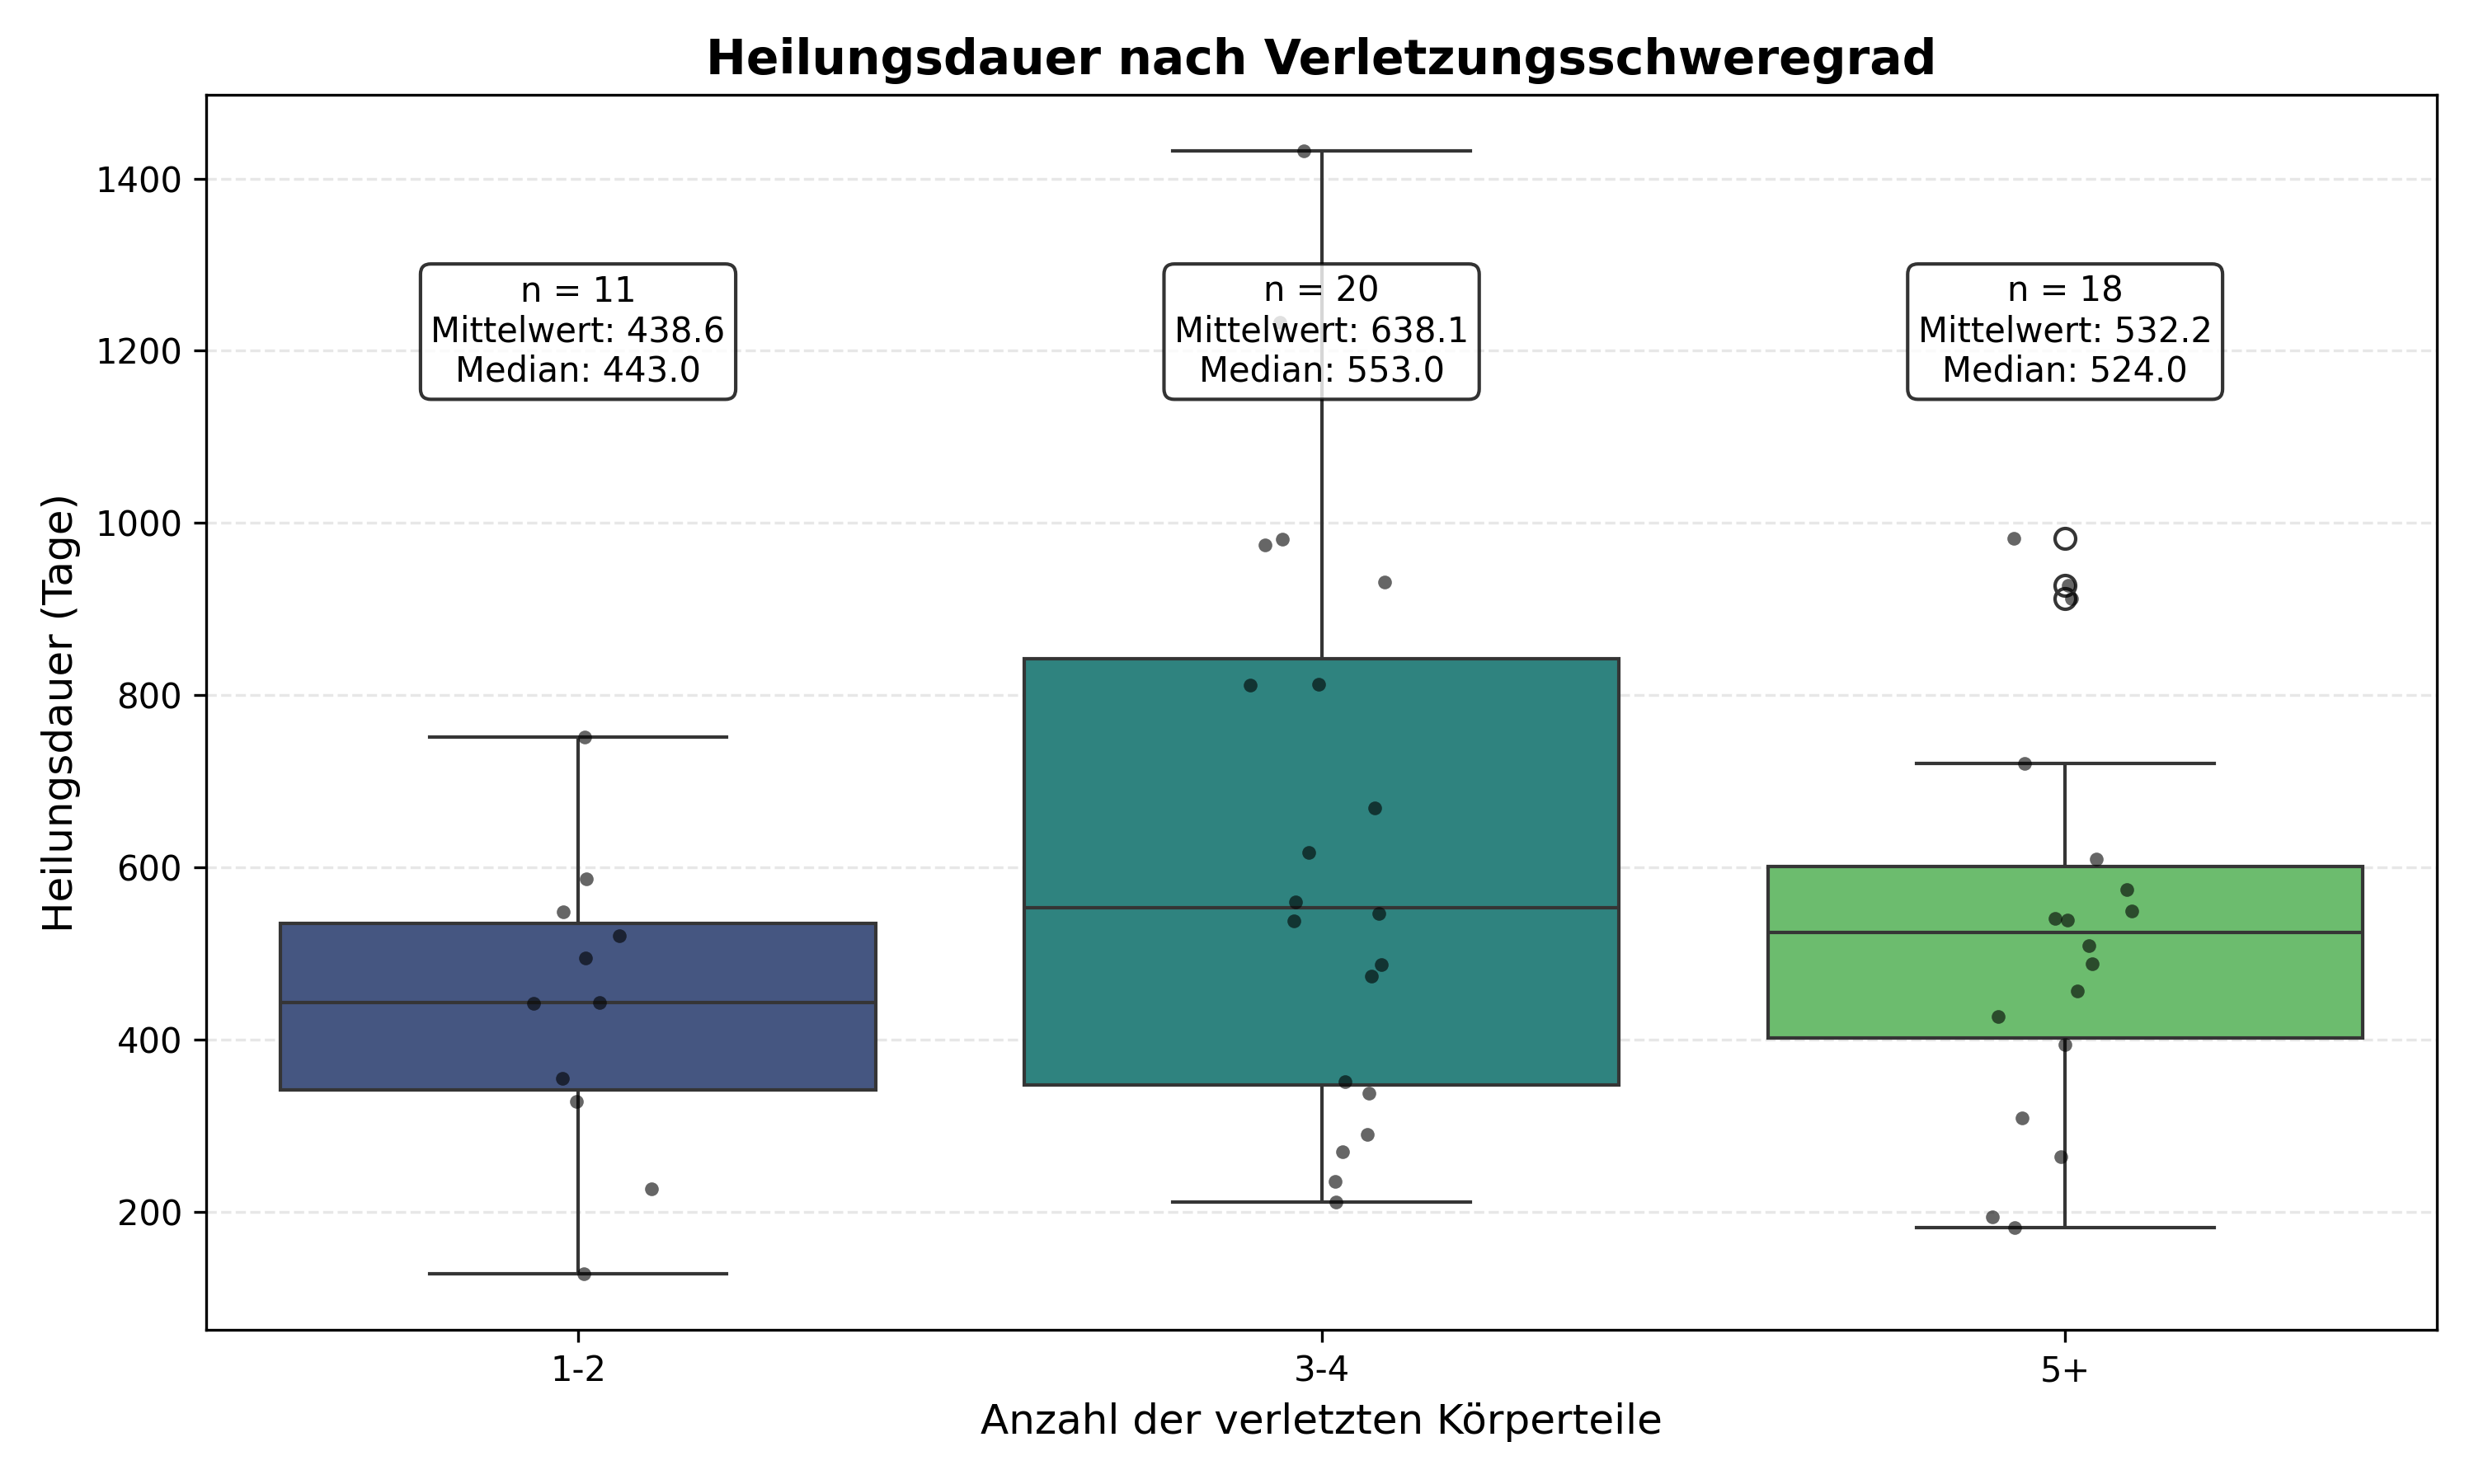 Heilungsdauer nach Verletzungsschweregrad
Heilungsdauer (Tage)
1400
1200
1000
800
600
400
200
n = 11
Mittelwert: 438.6
Median: 443.0
n = 20
Mittelwert: 638.1
Median: 553.0
n = 18
Mittelwert: 532.2
Median: 524.0
1-2
3-4
5+
Anzahl der verletzten Körperteile